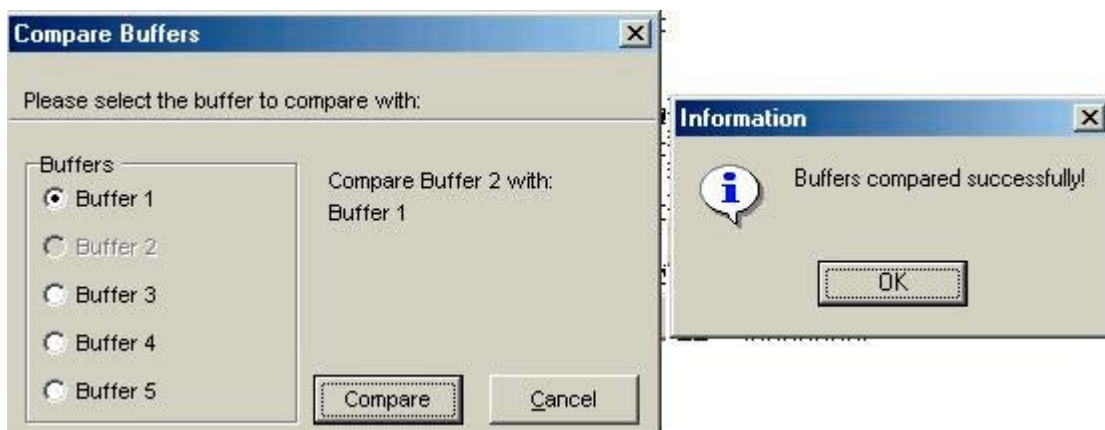 Compare Buffers
Please select the buffer to compare with:
Buffers
Buffer 1
Buffer 2
Buffer 3
Buffer 4
Buffer 5
Compare Buffer 2 with:
Buffer 1
Compare
Cancel
Information
Buffers compared successfully!
OK